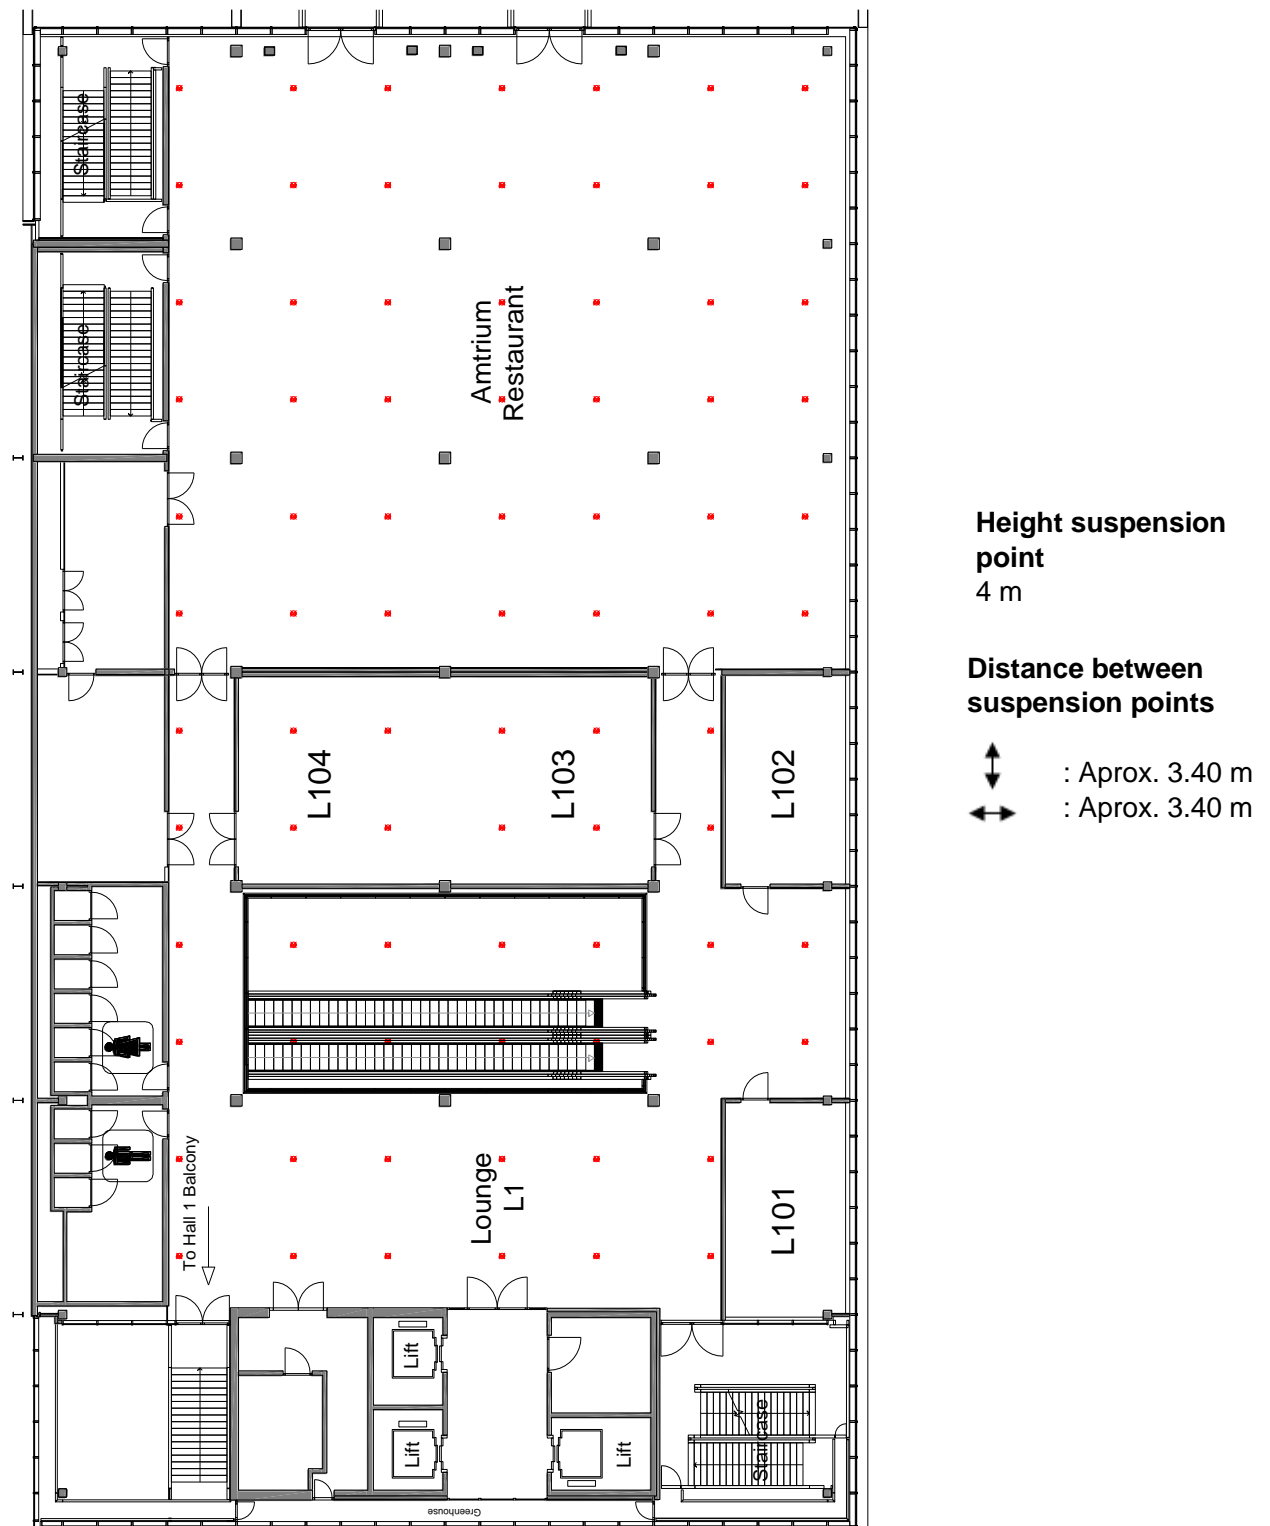 Staircase
Staircase
Amtrium
Restaurant
Height suspension
point
4 m
Distance between
suspension points
: Aprox. 3.40 m
: Aprox. 3.40 m
L104
L103
L102
To Hall 1 Balcony
Lounge
L1
L101
Lift
Lift
Lift
Staircase
Greenhouse